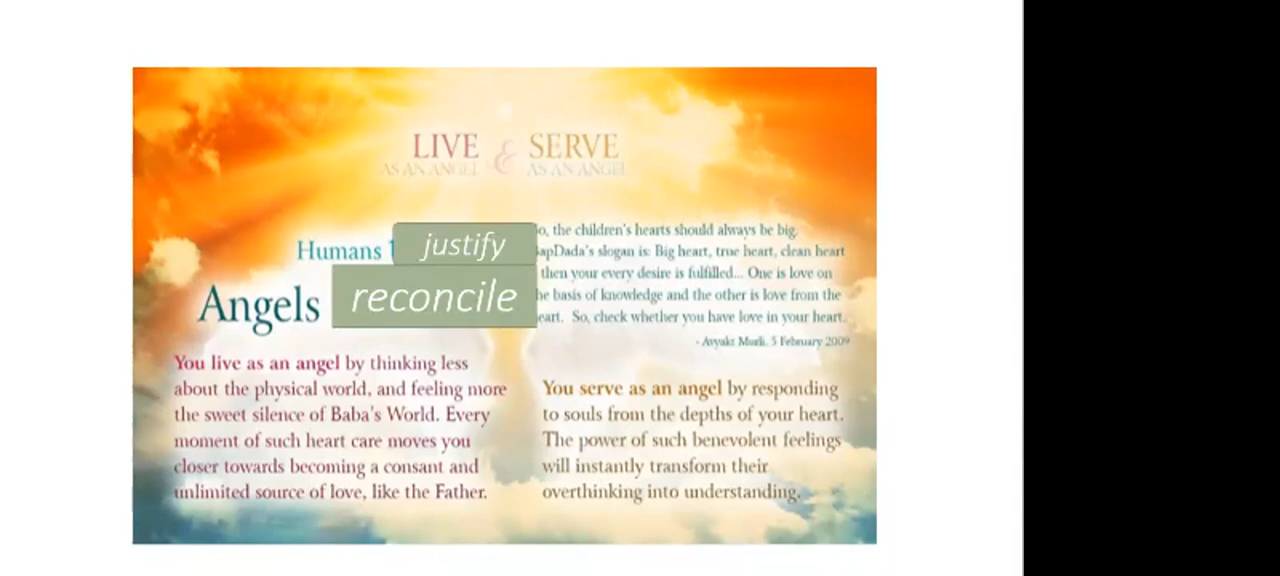 LIVE & SERVE
AS AN ANGEL AS AN ANGEL
Humans justify
Angels reconcile
o, the children's hearts should always be big.
apDada's slogan is: Big heart, true heart, clean heart
then your every desire is fulfilled... One is love on
he basis of knowledge and the other is love from the
eart. So, check whether you have love in your heart.
- Avyakt Murli, 5 February 2009
You live as an angel by thinking less
about the physical world, and feeling more
the sweet silence of Baba's World. Every
moment of such heart care moves you
closer towards becoming a consant and
unlimited source of love, like the Father.
You serve as an angel by responding
to souls from the depths of your heart.
The power of such benevolent feelings
will instantly transform their
overthinking into understanding.